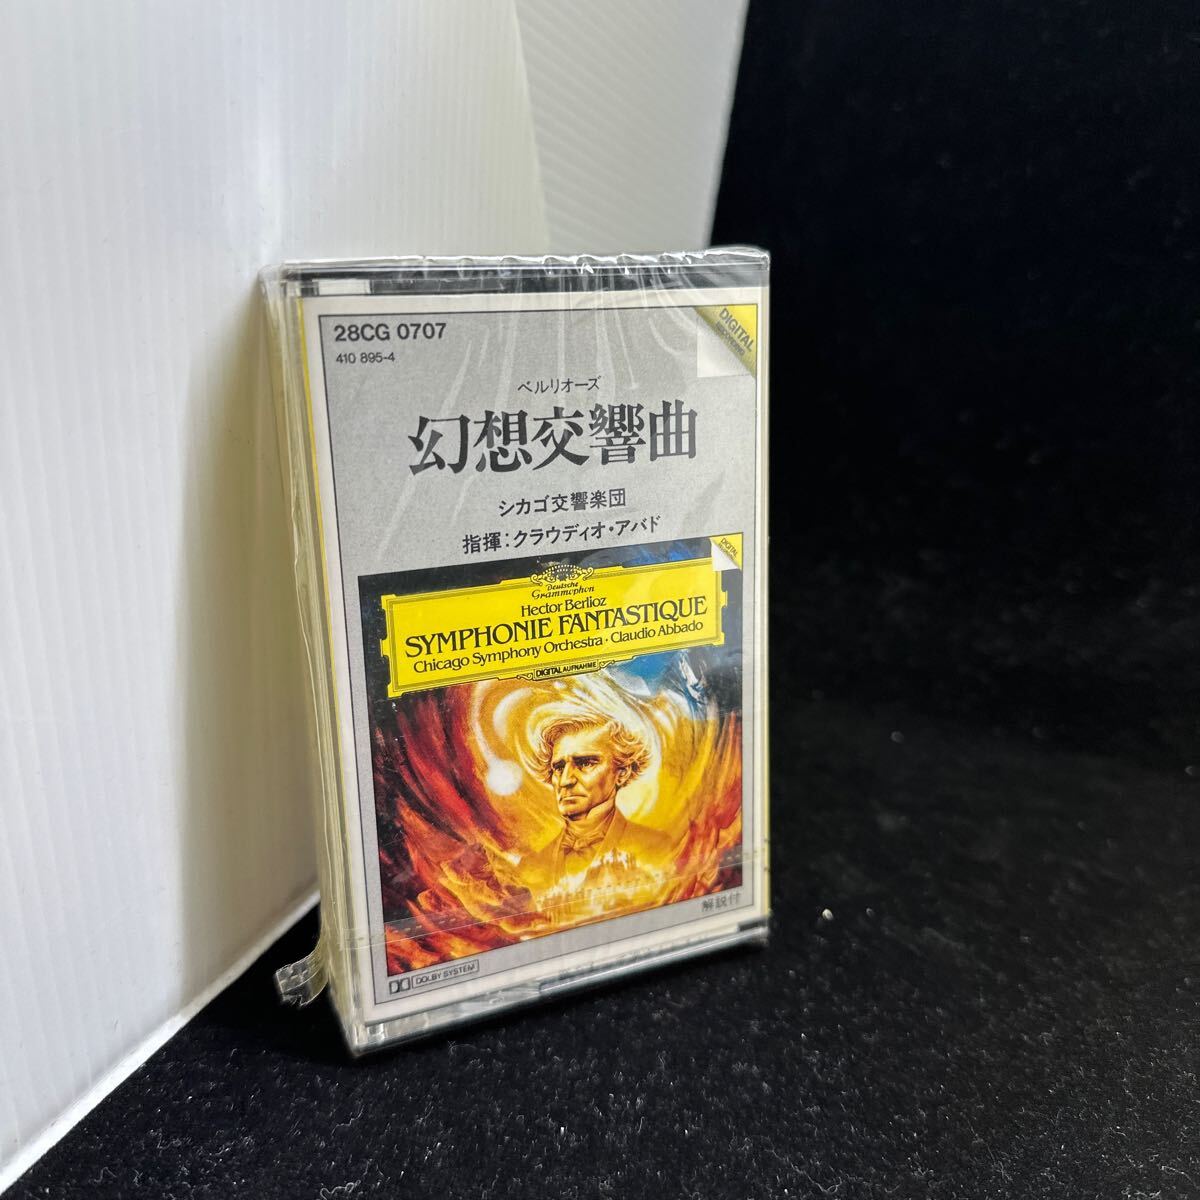 28CG 0707
410 895-4
DIGITAL
RECORDING
ベルリオーズ
幻想交響曲
シカゴ交響楽団
指揮:クラウディオ・アバド
DIGITAL
Deutsche
Grammophon
Hector Berlioz
SYMPHONIE FANTASTIQUE
Chicago Symphony Orchestra · Claudio Abbado
DIGITAL AUFNAHME
解説付
DOLBY SYSTEM